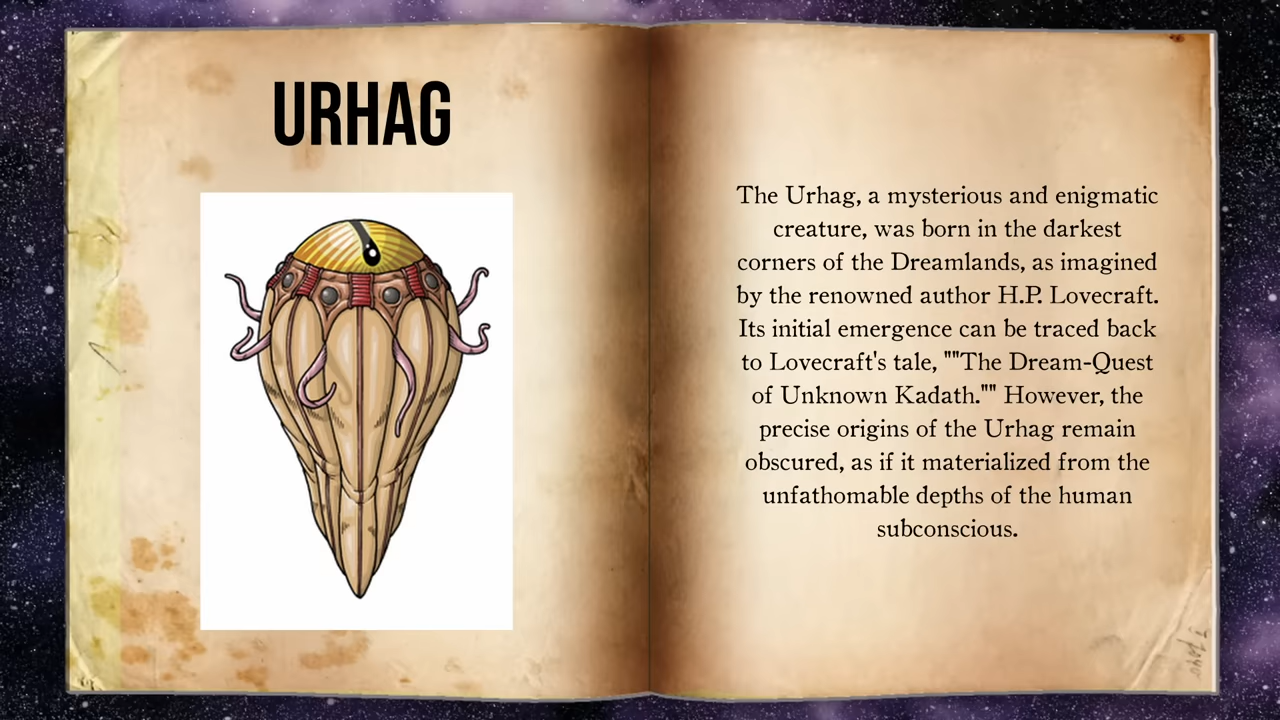 URHAG
The Urhag, a mysterious and enigmatic
creature, was born in the darkest
corners of the Dreamlands, as imagined
by the renowned author H.P. Lovecraft.
Its initial emergence can be traced back
to Lovecraft's tale, ""The Dream-Quest
of Unknown Kadath."" However, the
precise origins of the Urhag remain
obscured, as if it materialized from the
unfathomable depths of the human
subconscious.